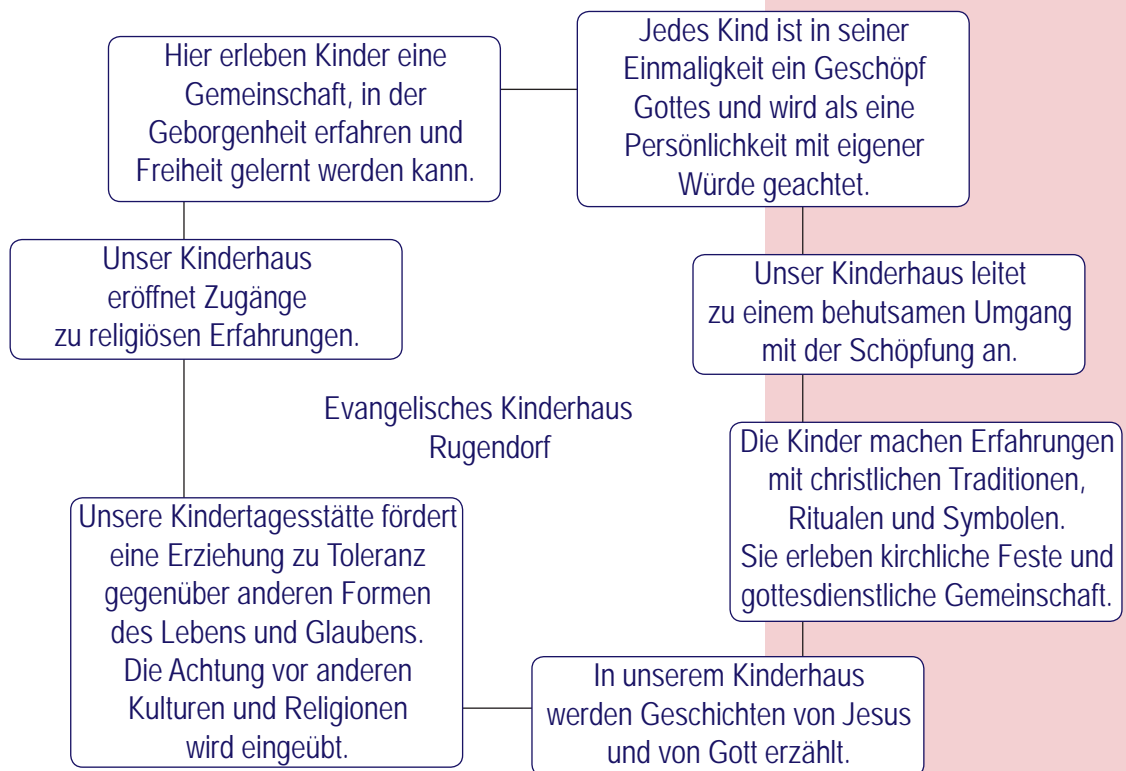 Hier erleben Kinder eine
Gemeinschaft, in der
Geborgenheit erfahren und
Freiheit gelernt werden kann.
Jedes Kind ist in seiner
Einmaligkeit ein Geschöpf
Gottes und wird als eine
Persönlichkeit mit eigener
Würde geachtet.
Unser Kinderhaus
eröffnet Zugänge
zu religiösen Erfahrungen.
Unser Kinderhaus leitet
zu einem behutsamen Umgang
mit der Schöpfung an.
Evangelisches Kinderhaus
Rugendorf
Die Kinder machen Erfahrungen
mit christlichen Traditionen,
Ritualen und Symbolen.
Sie erleben kirchliche Feste und
gottesdienstliche Gemeinschaft.
Unsere Kindertagesstätte fördert
eine Erziehung zu Toleranz
gegenüber anderen Formen
des Lebens und Glaubens.
Die Achtung vor anderen
Kulturen und Religionen
wird eingeübt.
In unserem Kinderhaus
werden Geschichten von Jesus
und von Gott erzählt.